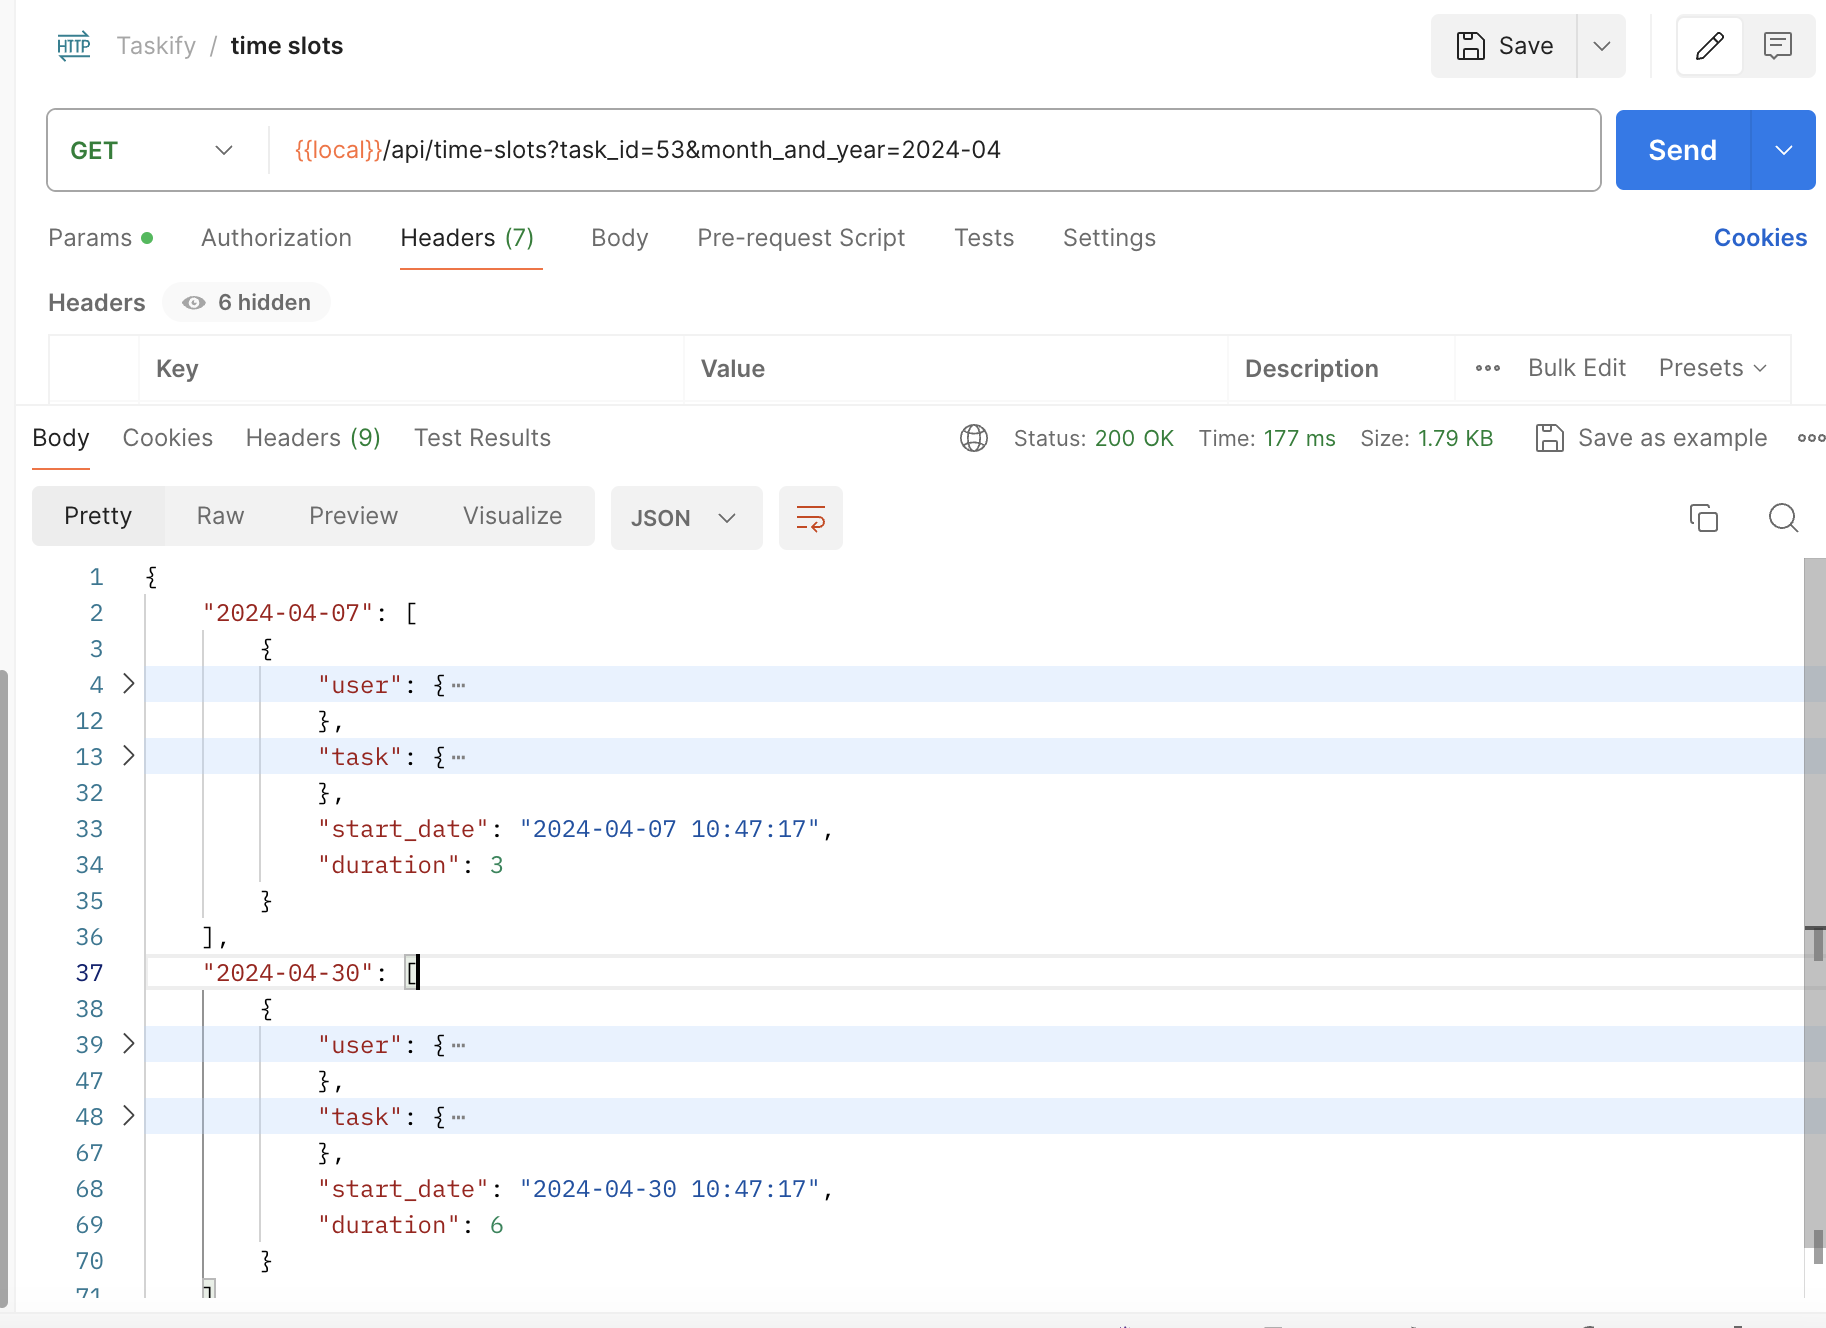 HTTP Taskify / time slots Save
GET {{local}}/api/time-slots?task_id=53&month_and_year=2024-04 Send
Params Authorization Headers (7) Body Pre-request Script Tests Settings Cookies
Headers 6 hidden
Key Value Description Bulk Edit Presets
Body Cookies Headers (9) Test Results Status: 200 OK Time: 177 ms Size: 1.79 KB Save as example
Pretty Raw Preview Visualize JSON
1 {
2 "2024-04-07": [
3 {
4 "user": {⋯
12 },
13 "task": {⋯
32 },
33 "start_date": "2024-04-07 10:47:17",
34 "duration": 3
35 }
36 ],
37 "2024-04-30": [
38 {
39 "user": {⋯
47 },
48 "task": {⋯
67 },
68 "start_date": "2024-04-30 10:47:17",
69 "duration": 6
70 }
71 ]